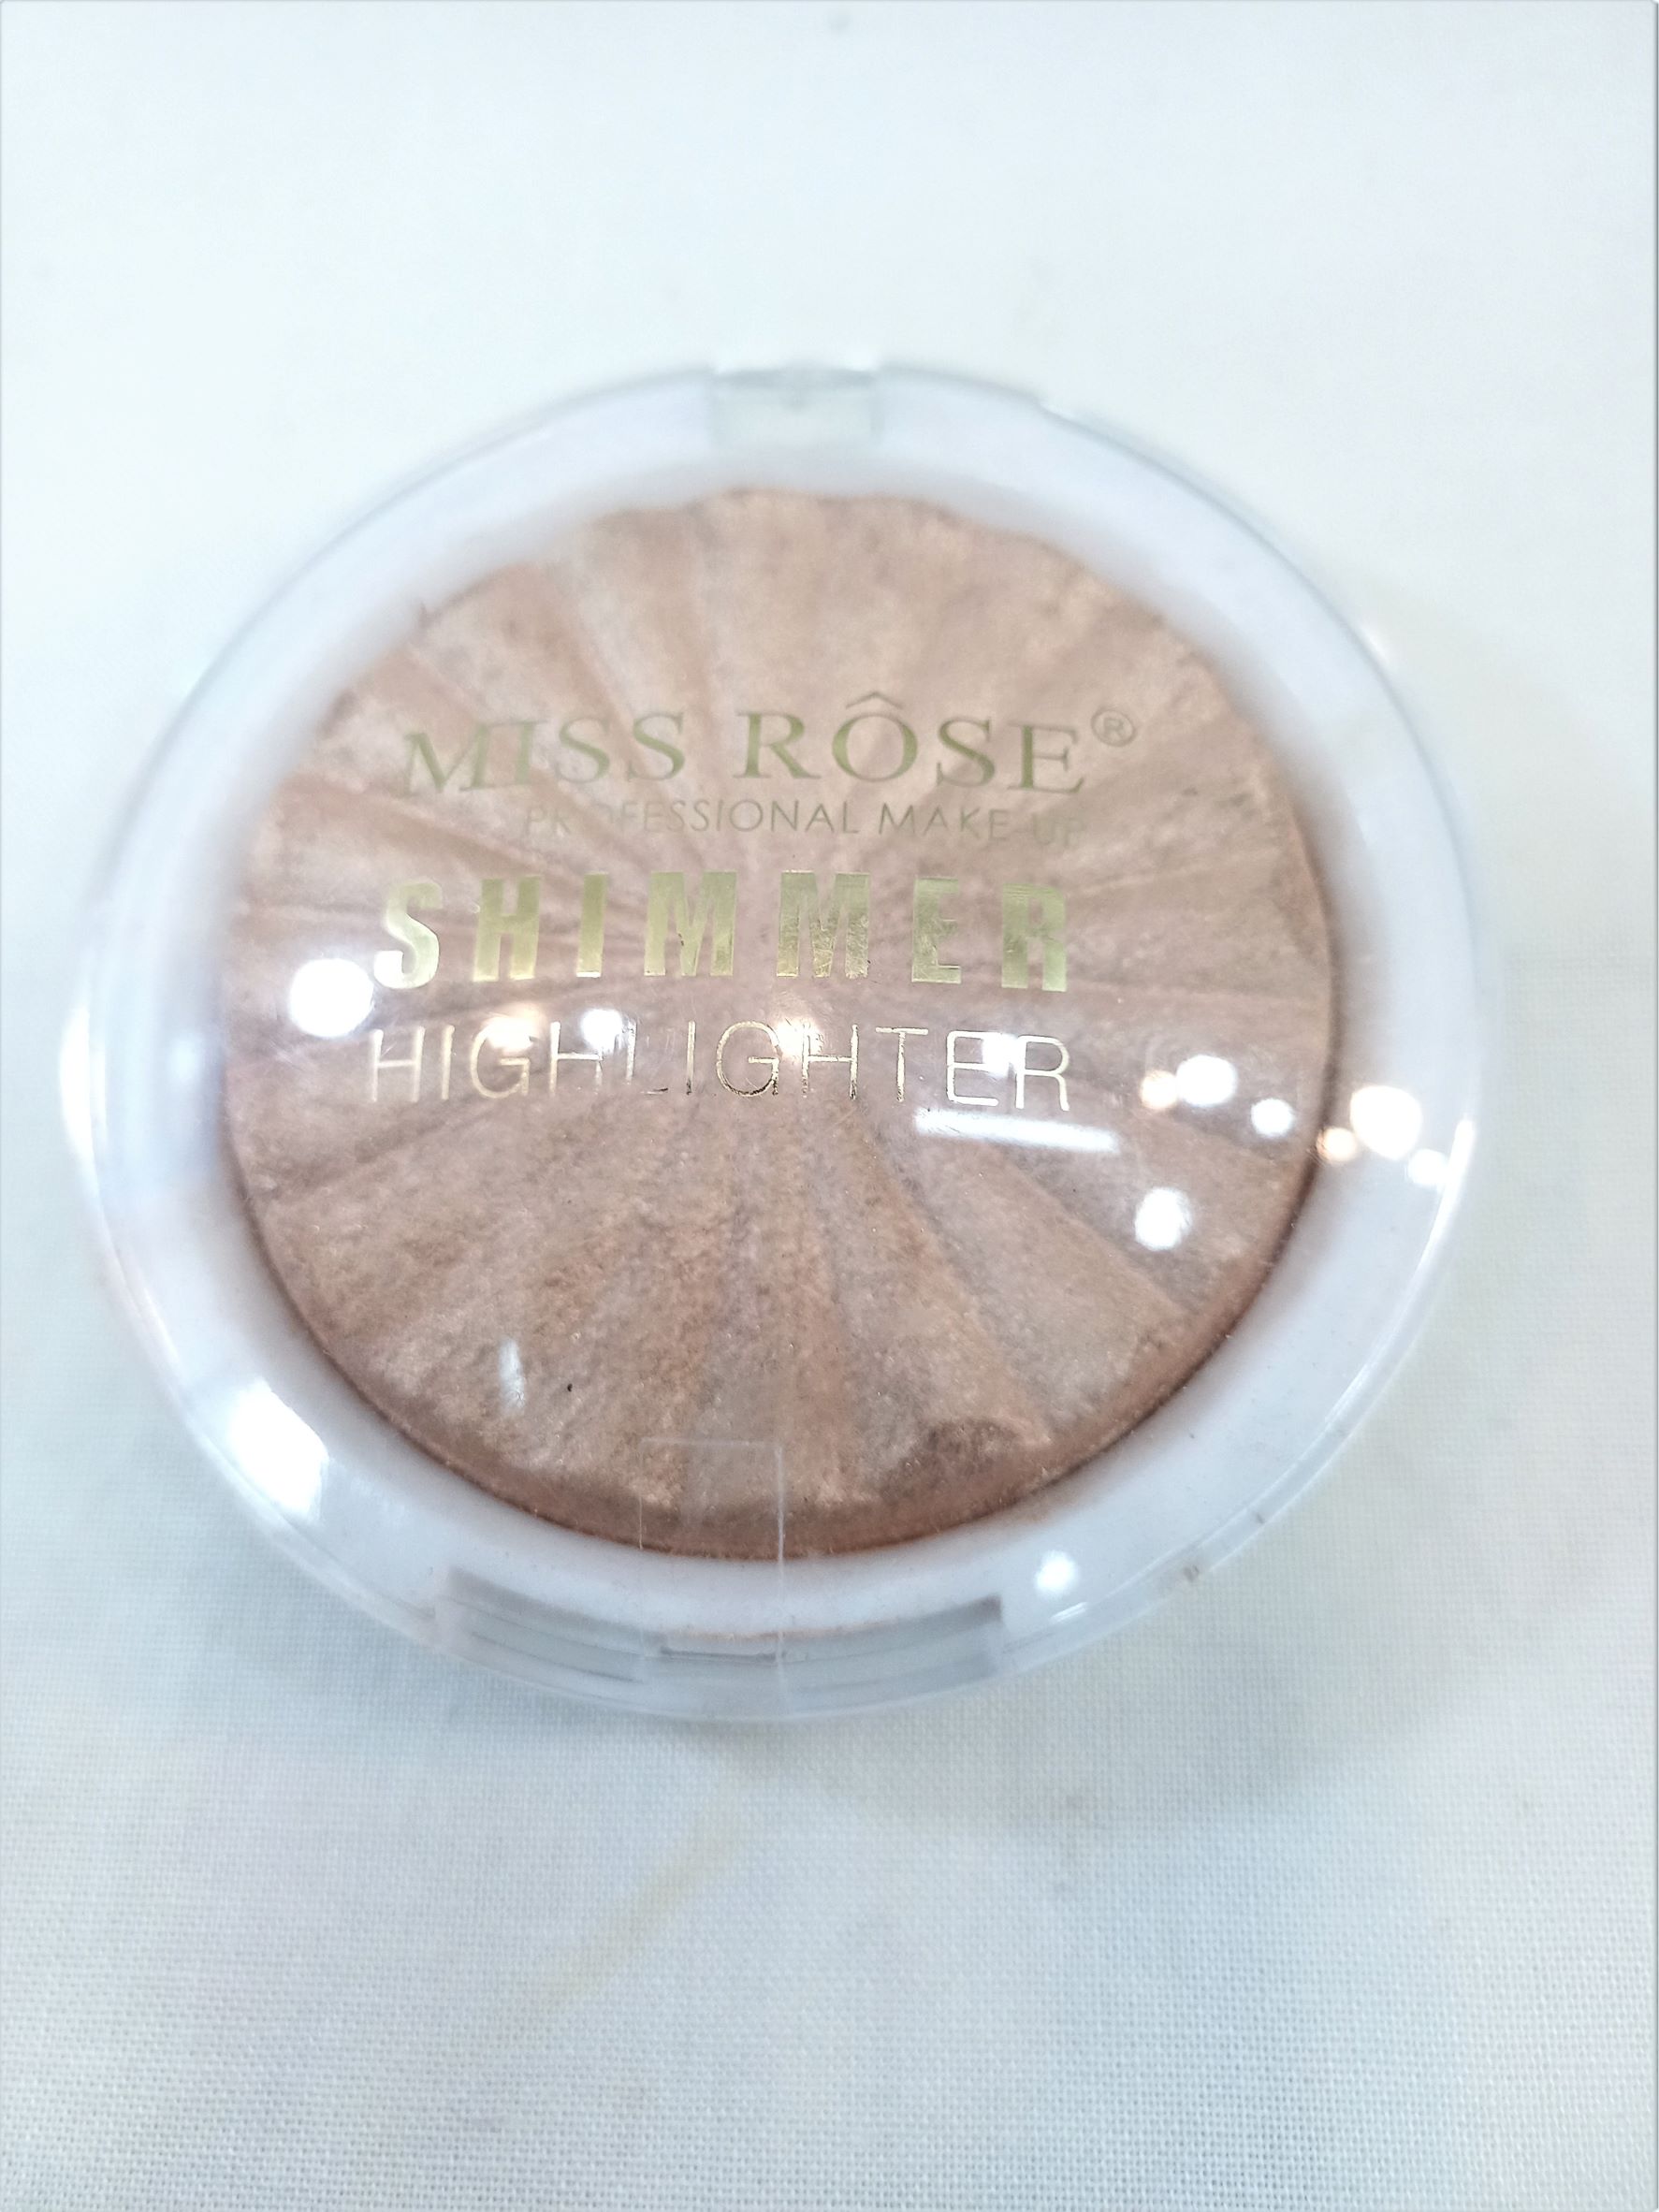 MISS RÔSE®
PROFESSIONAL MAKE-UP
SHIMMER
HIGHLIGHTER